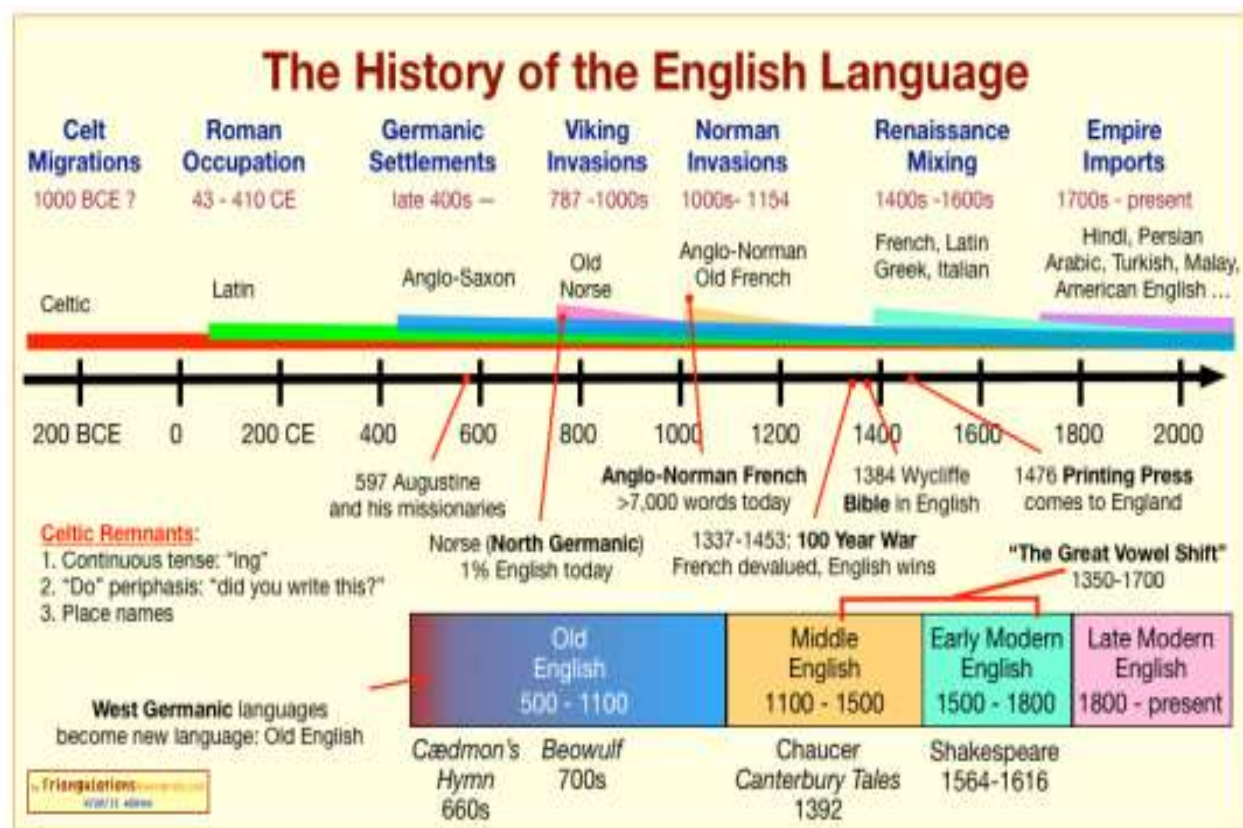 The History of the English Language
Celt
Migrations
1000 BCE ?
Roman
Occupation
43 - 410 CE
Germanic
Settlements
late 400s –
Viking
Invasions
787 -1000s
Norman
Invasions
1000s- 1154
Renaissance
Mixing
1400s -1600s
Empire
Imports
1700s - present
Celtic
Latin
Anglo-Saxon
Old
Norse
Anglo-Norman
Old French
French, Latin
Greek, Italian
Hindi, Persian
Arabic, Turkish, Malay,
American English ...
200 BCE 0 200 CE 400 600 800 1000 1200 1400 1600 1800 2000
597 Augustine
and his missionaries
Norse (North Germanic)
1% English today
Anglo-Norman French
>7,000 words today
1337-1453: 100 Year War
French devalued, English wins
1384 Wycliffe
Bible in English
1476 Printing Press
comes to England
"The Great Vowel Shift"
1350-1700
Celtic Remnants:
1. Continuous tense: "ing"
2. "Do" periphasis: "did you write this?"
3. Place names
West Germanic languages
become new language: Old English
Old
English
500 - 1100
Middle
English
1100 - 1500
Early Modern
English
1500 - 1800
Late Modern
English
1800 - present
Cædmon's
Hymn
660s
Beowulf
700s
Chaucer
Canterbury Tales
1392
Shakespeare
1564-1616
Triangulations